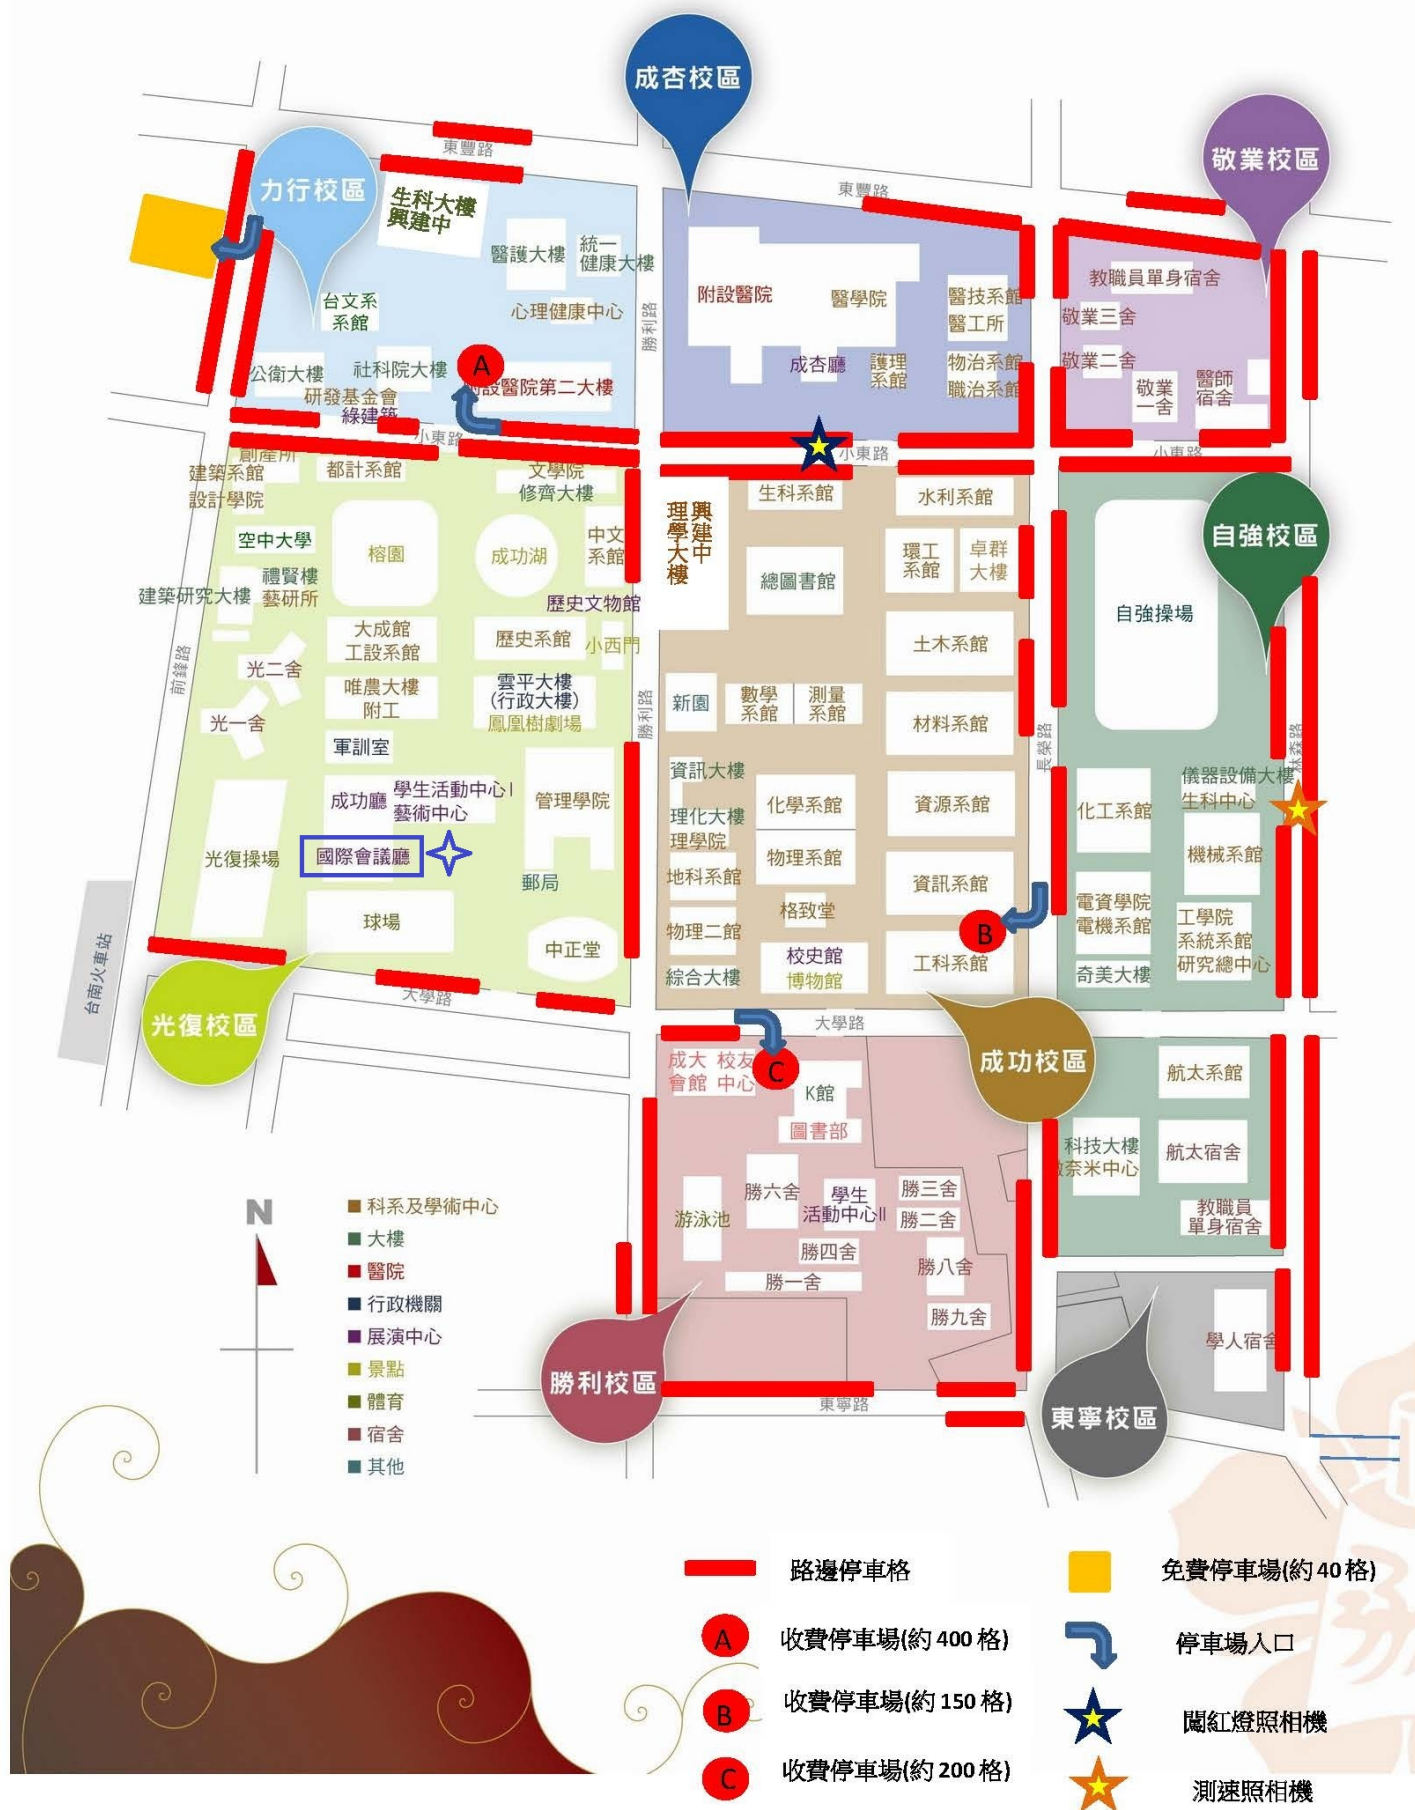 成杏校區
敬業校區
力行校區
東豐路
東豐路
生科大樓
興建中
醫護大樓
統一
健康大樓
心理健康中心
台文系
系館
公衛大樓
社科院大樓
研發基金會
綠建築
A
設醫院第二大樓
小東路
勝利路
附設醫院
醫學院
醫技系館
醫工所
成杏廳
護理
系館
物治系館
職治系館
小東路
教職員單身宿舍
敬業三舍
敬業二舍
敬業
一舍
醫師
宿舍
小東路
創產所
建築系館
設計學院
都計系館
文學院
修齊大樓
空中大學
榕園
成功湖
中文
系館
建築研究大樓
禮賢樓
藝研所
歷史文物館
大成館
工設系館
歷史系館
小西門
光二舍
唯農大樓
附工
雲平大樓
(行政大樓)
鳳凰樹劇場
光一舍
軍訓室
前鋒路
勝利路
成功廳
學生活動中心I
藝術中心
管理學院
光復操場
國際會議廳
郵局
球場
中正堂
台南火車站
大學路
光復校區
理學大樓
興建中
生科系館
水利系館
總圖書館
環工
系館
卓群
大樓
土木系館
新園
數學
系館
測量
系館
材料系館
資訊大樓
理化大樓
理學院
化學系館
資源系館
地科系館
物理系館
資訊系館
物理二館
格致堂
B
綜合大樓
校史館
博物館
工科系館
大學路
成功校區
長榮路
自強校區
自強操場
林森路
儀器設備大樓
生科中心
化工系館
機械系館
電資學院
電機系館
工學院
系統系館
研究總中心
奇美大樓
成大
會館
校友
中心
C
K館
圖書部
勝六舍
學生
活動中心II
勝三舍
勝二舍
游泳池
勝四舍
勝一舍
勝八舍
勝九舍
勝利校區
東寧路
航太系館
科技大樓
奈米中心
航太宿舍
教職員
單身宿舍
學人宿舍
東寧校區
N
科系及學術中心
大樓
醫院
行政機關
展演中心
景點
體育
宿舍
其他
路邊停車格
免費停車場(約40格)
A
收費停車場(約400格)
停車場入口
B
收費停車場(約150格)
闖紅燈照相機
C
收費停車場(約200格)
測速照相機